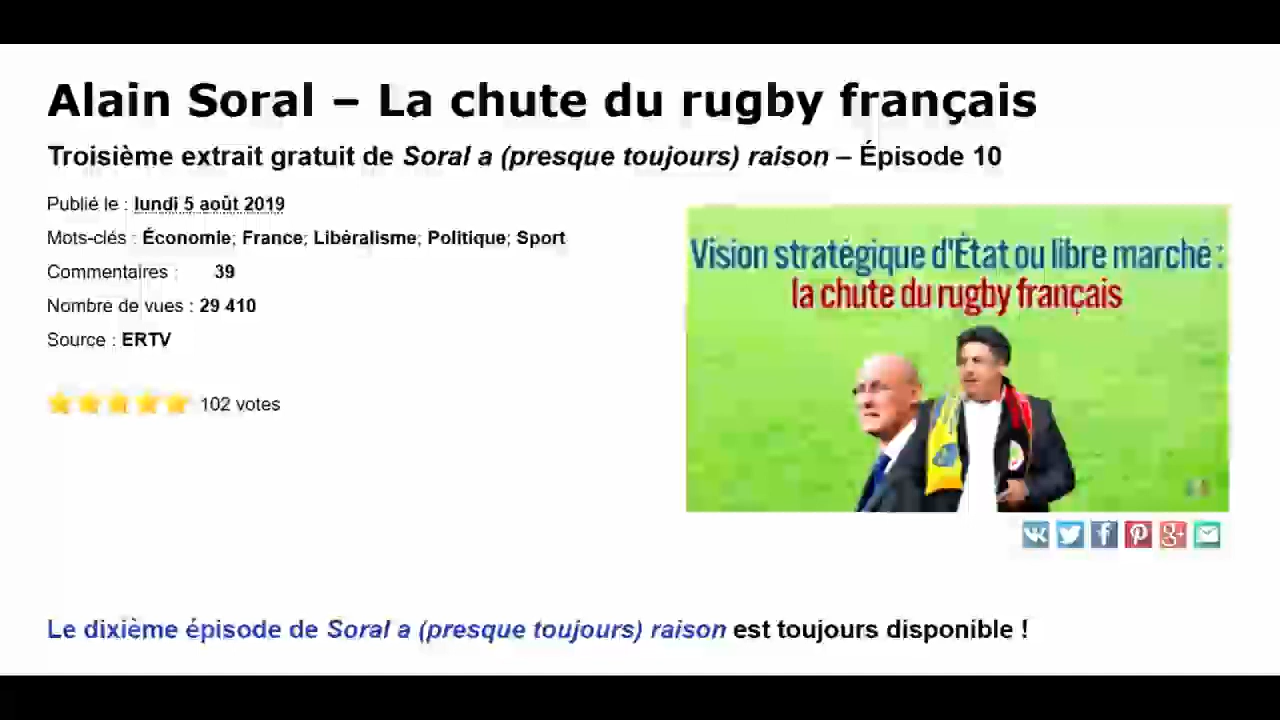 Alain Soral – La chute du rugby français
Troisième extrait gratuit de Soral a (presque toujours) raison – Épisode 10
Publié le : lundi 5 août 2019
Mots-clés : Économie; France; Libéralisme; Politique; Sport
Commentaires : 39
Nombre de vues : 29 410
Source : ERTV
102 votes
Vision stratégique d'État ou libre marché :
la chute du rugby français
Le dixième épisode de Soral a (presque toujours) raison est toujours disponible !